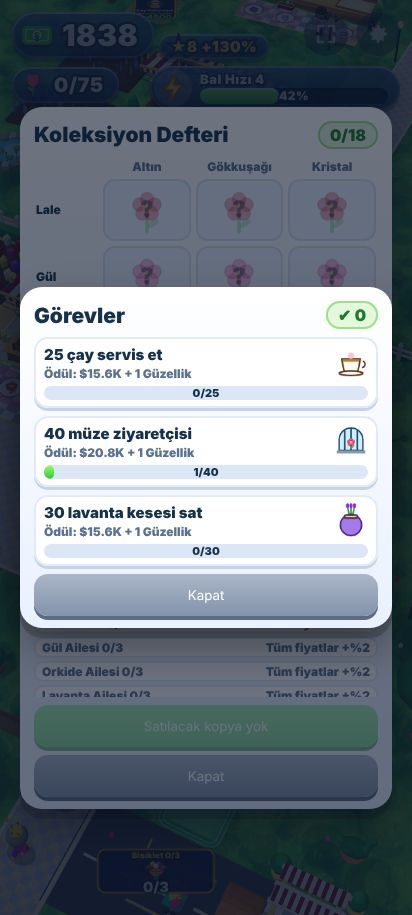 1838
★8 +130%
0/75
Bal Hızı 4
42%
Koleksiyon Defteri
0/18
Altın
Gökkuşağı
Kristal
Lale
?
?
?
Gül
?
?
?
Görevler
✔ 0
25 çay servis et
Ödül: $15.6K + 1 Güzellik
0/25
40 müze ziyaretçisi
Ödül: $20.8K + 1 Güzellik
1/40
30 lavanta kesesi sat
Ödül: $15.6K + 1 Güzellik
0/30
Kapat
Gül Ailesi 0/3
Tüm fiyatlar +%2
Orkide Ailesi 0/3
Tüm fiyatlar +%2
Lavanta Ailesi 0/3
Tüm fiyatlar +%2
Satılacak kopya yok
Kapat
Bisiklet 0/3
0/3